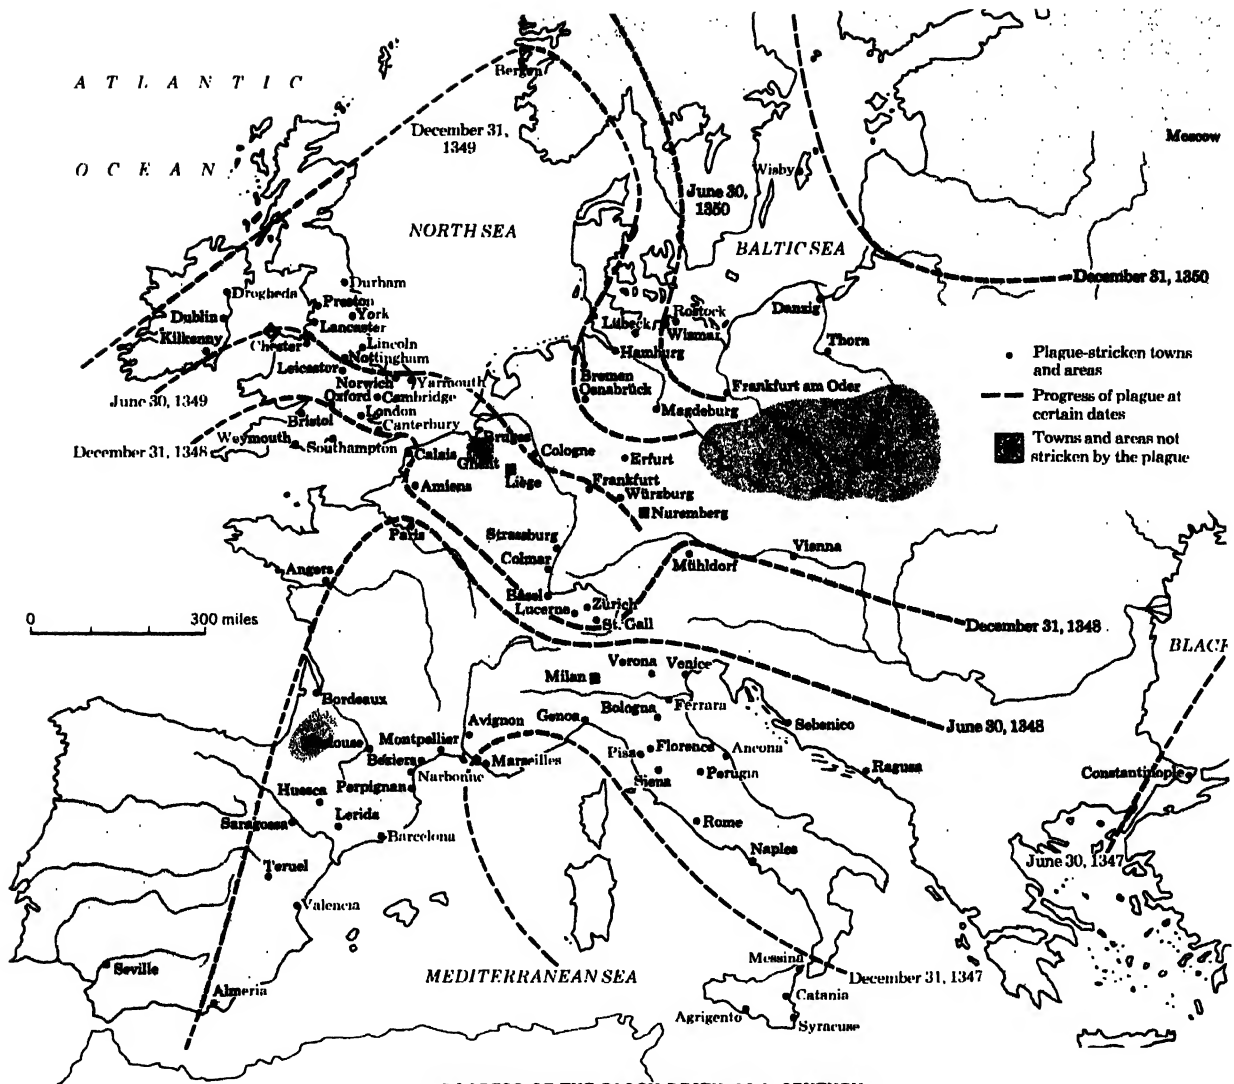 ATLANTIC
OCEAN
Bergen
December 31,
1349
Moscow
Wisby
June 30,
1350
NORTH SEA
BALTIC SEA
December 31, 1350
Durham
Drogheda
Preston
York
Dublin
Lancaster
Kilkenny
Chester
Lincoln
Nottingham
Leicester
Norwich
Yarmouth
Oxford
Cambridge
June 30, 1349
London
Bristol
Canterbury
Weymouth
Southampton
December 31, 1348
Calais
Bruges
Ghent
Liège
Cologne
Amiens
Lübeck
Rostock
Wismar
Hamburg
Danzig
Thorn
Bremen
Osnabrück
Frankfurt am Oder
Magdeburg
Erfurt
Frankfurt
Würzburg
Nuremberg
Plague-stricken towns
and areas
Progress of plague at
certain dates
Towns and areas not
stricken by the plague
Paris
Strassburg
Colmar
Mühldorf
Vienna
Angers
Basel
Lucerne
Zürich
St. Gall
0
300 miles
December 31, 1348
BLACK
Verona
Venice
Milan
Bordeaux
Bologna
Ferrara
Avignon
Genoa
Sebenico
June 30, 1348
Montpellier
Béziers
Marseilles
Narbonne
Pisa
Florence
Ancona
Siena
Perugia
Ragusa
Constantinople
Huesca
Perpignan
Saragossa
Lerida
Barcelona
Rome
Naples
Teruel
June 30, 1347
Valencia
Seville
Almeria
MEDITERRANEAN SEA
Messina
December 31, 1347
Catania
Agrigento
Syracuse